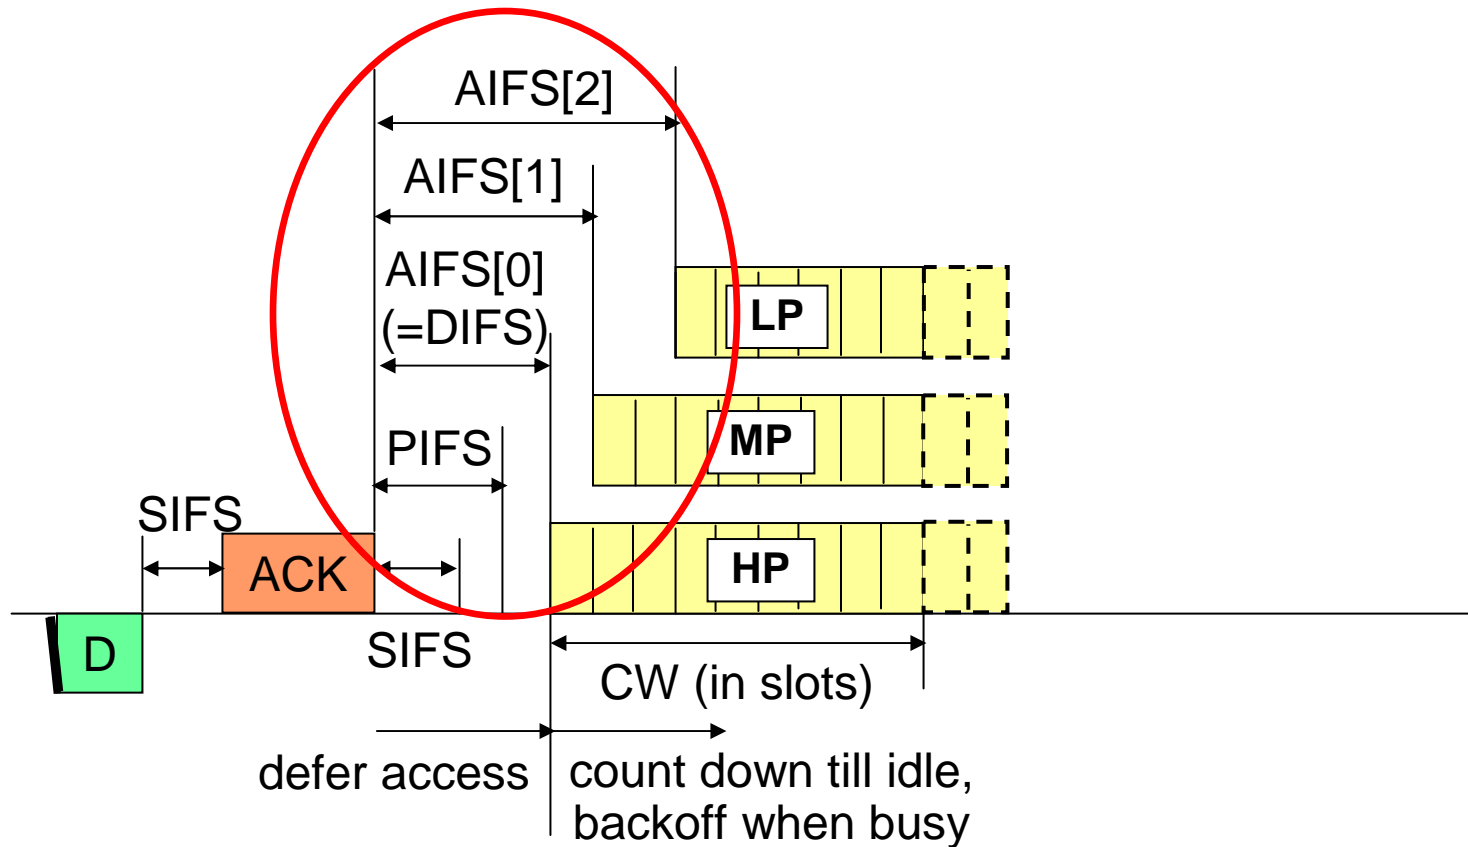 AIFS[2]
AIFS[1]
AIFS[0]
(=DIFS)
LP
PIFS
MP
SIFS
ACK
HP
D
SIFS
CW (in slots)
defer access
count down till idle,
backoff when busy